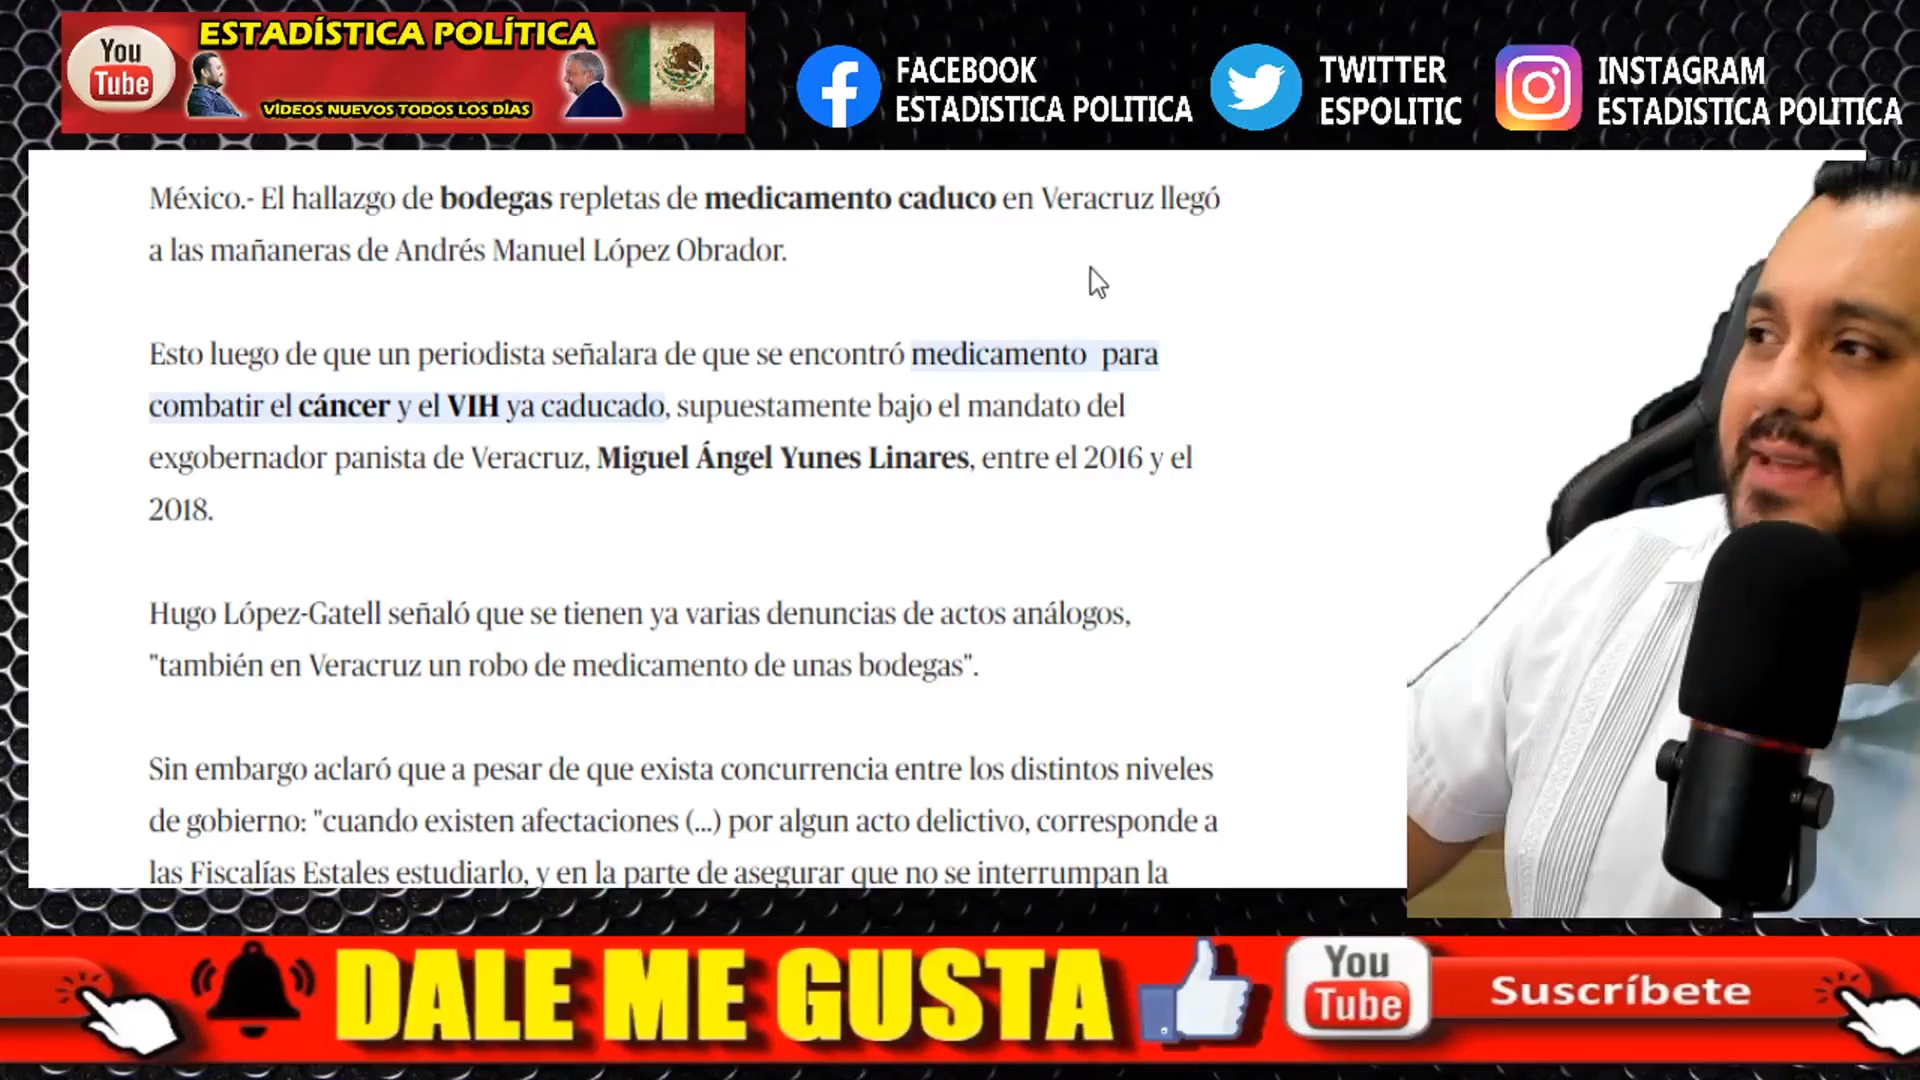 You
Tube
ESTADÍSTICA POLÍTICA
VÍDEOS NUEVOS TODOS LOS DÍAS
FACEBOOK
ESTADISTICA POLITICA
TWITTER
ESPOLITIC
INSTAGRAM
ESTADISTICA POLITICA
México.- El hallazgo de bodegas repletas de medicamento caduco en Veracruz llegó
a las mañaneras de Andrés Manuel López Obrador.
Esto luego de que un periodista señalara de que se encontró medicamento para
combatir el cáncer y el VIH ya caducado, supuestamente bajo el mandato del
exgobernador panista de Veracruz, Miguel Ángel Yunes Linares, entre el 2016 y el
2018.
Hugo López-Gatell señaló que se tienen ya varias denuncias de actos análogos,
"también en Veracruz un robo de medicamento de unas bodegas".
Sin embargo aclaró que a pesar de que exista concurrencia entre los distintos niveles
de gobierno: "cuando existen afectaciones (...) por algun acto delictivo, corresponde a
las Fiscalías Estales estudiarlo, y en la parte de asegurar que no se interrumpan la
DALE ME GUSTA
You
Tube
Suscríbete